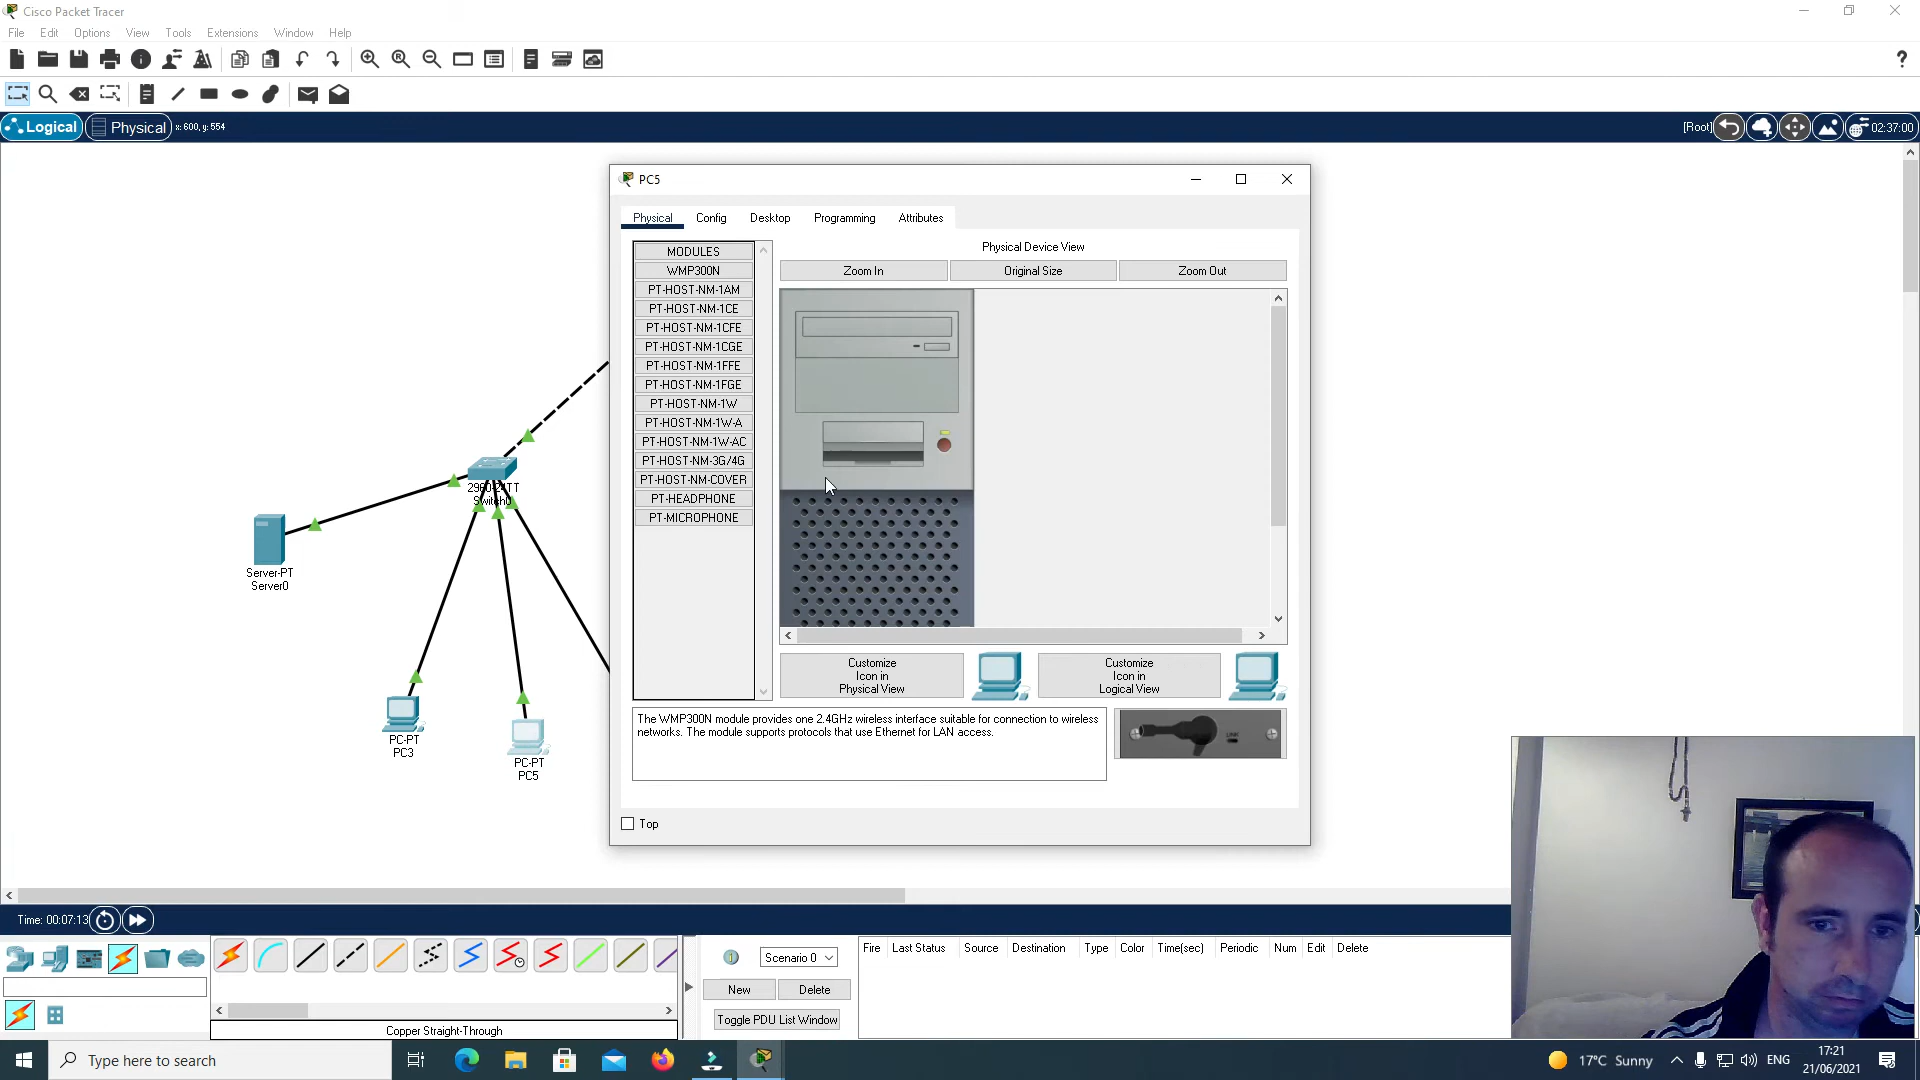 Cisco Packet Tracer
File Edit Options View Tools Extensions Window Help
?
Logical Physical x: 600, y: 554 [Root] 02:37:00
PC5
Physical Config Desktop Programming Attributes
MODULES
WMP300N
PT-HOST-NM-1AM
PT-HOST-NM-1CE
PT-HOST-NM-1CFE
PT-HOST-NM-1CGE
PT-HOST-NM-1FFE
PT-HOST-NM-1FGE
PT-HOST-NM-1W
PT-HOST-NM-1W-A
PT-HOST-NM-1W-AC
PT-HOST-NM-3G/4G
PT-HOST-NM-COVER
PT-HEADPHONE
PT-MICROPHONE
Physical Device View
Zoom In Original Size Zoom Out
Customize
Icon in
Physical View
Customize
Icon in
Logical View
The WMP300N module provides one 2.4GHz wireless interface suitable for connection to wireless
networks. The module supports protocols that use Ethernet for LAN access.
LINK
Top
2960-24TT
Switch0
Server-PT
Server0
PC-PT
PC3
PC-PT
PC5
Time: 00:07:13
Scenario 0
New Delete
Toggle PDU List Window
Fire Last Status Source Destination Type Color Time(sec) Periodic Num Edit Delete
Copper Straight-Through
Type here to search
17°C Sunny
ENG
17:21
21/06/2021